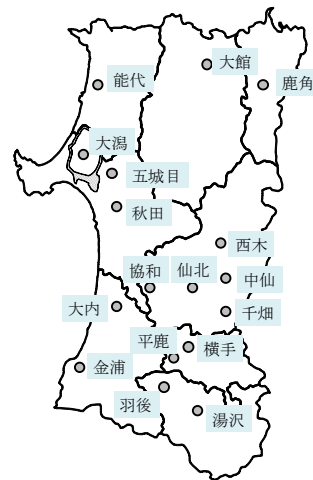 大館
能代
鹿角
大潟
五城目
秋田
西木
協和
仙北
中仙
大内
千畑
平鹿
横手
金浦
羽後
湯沢